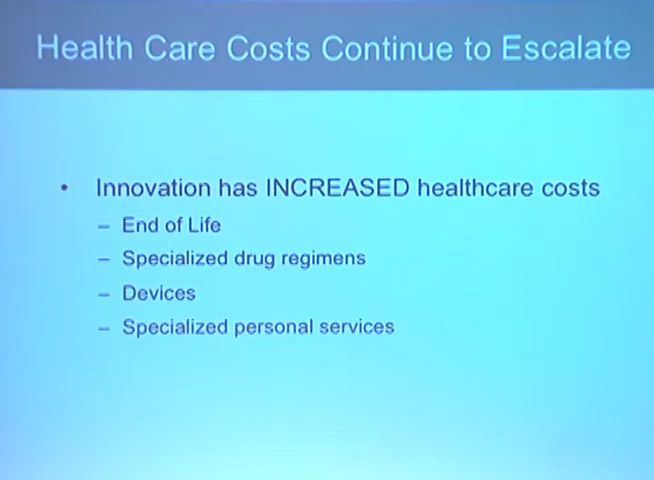 Health Care Costs Continue to Escalate
• Innovation has INCREASED healthcare costs
– End of Life
– Specialized drug regimens
– Devices
– Specialized personal services